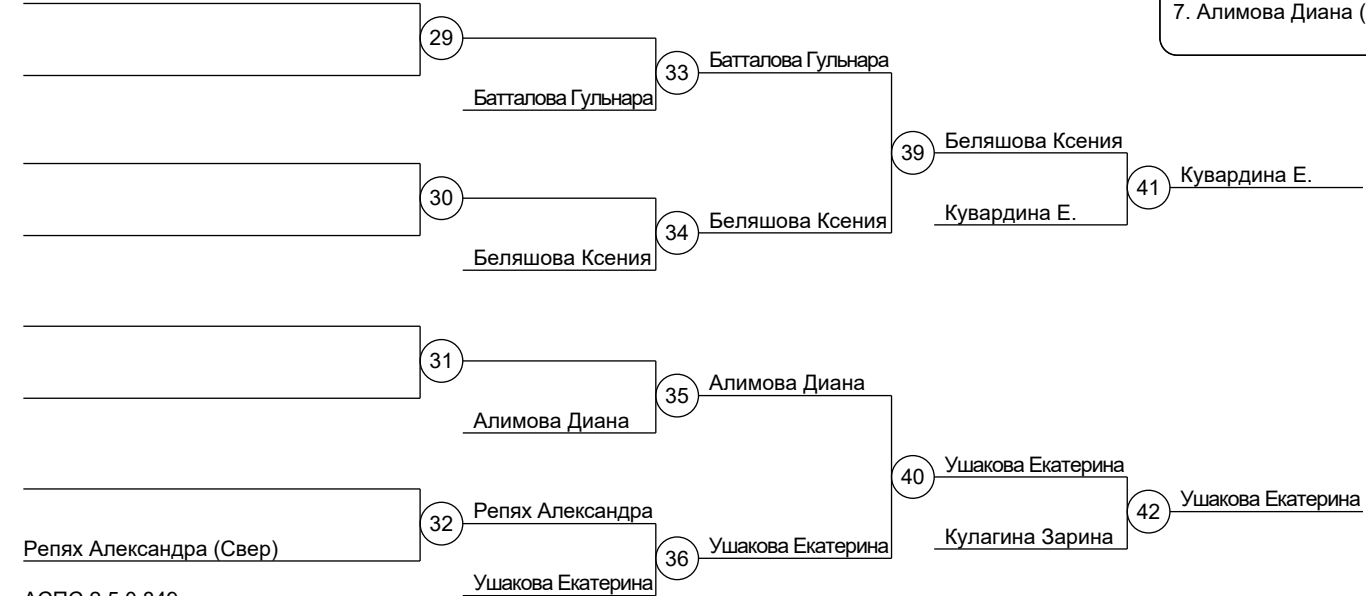 7. Алимова Диана (
29
Батталова Гульнара
33
Батталова Гульнара
39
Беляшова Ксения
41
Кувардина Е.
30
Кувардина Е.
34
Беляшова Ксения
Беляшова Ксения
31
35
Алимова Диана
Алимова Диана
40
Ушакова Екатерина
42
Ушакова Екатерина
Репях Александра
32
Кулагина Зарина
Репях Александра (Свер)
36
Ушакова Екатерина
Ушакова Екатерина